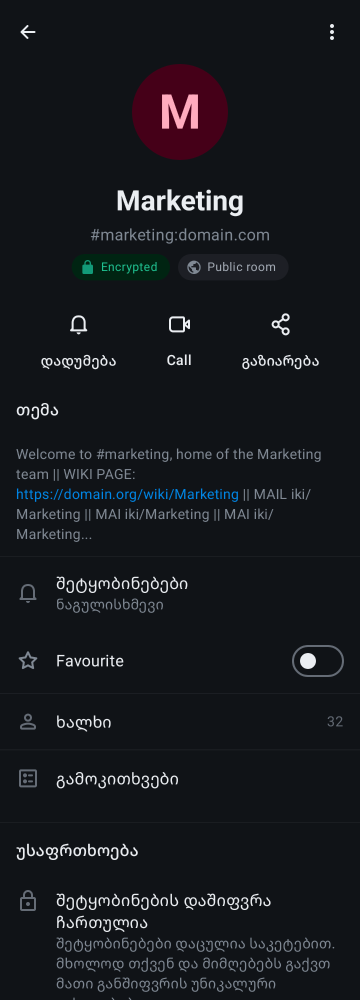 M
Marketing
#marketing:domain.com
Encrypted
Public room
დადუმება
Call
გაზიარება
თემა
Welcome to #marketing, home of the Marketing
team || WIKI PAGE:
https://domain.org/wiki/Marketing || MAIL iki/
Marketing || MAI iki/Marketing || MAI iki/
Marketing...
შეტყობინებები
ნაგულისხმევი
Favourite
ხალხი 32
გამოკითხვები
უსაფრთხოება
შეტყობინების დაშიფვრა
ჩართულია
შეტყობინებები დაცულია საკეტებით.
მხოლოდ თქვენ და მიმღებებს გაქვთ
მათი განშიფვრის უნიკალური